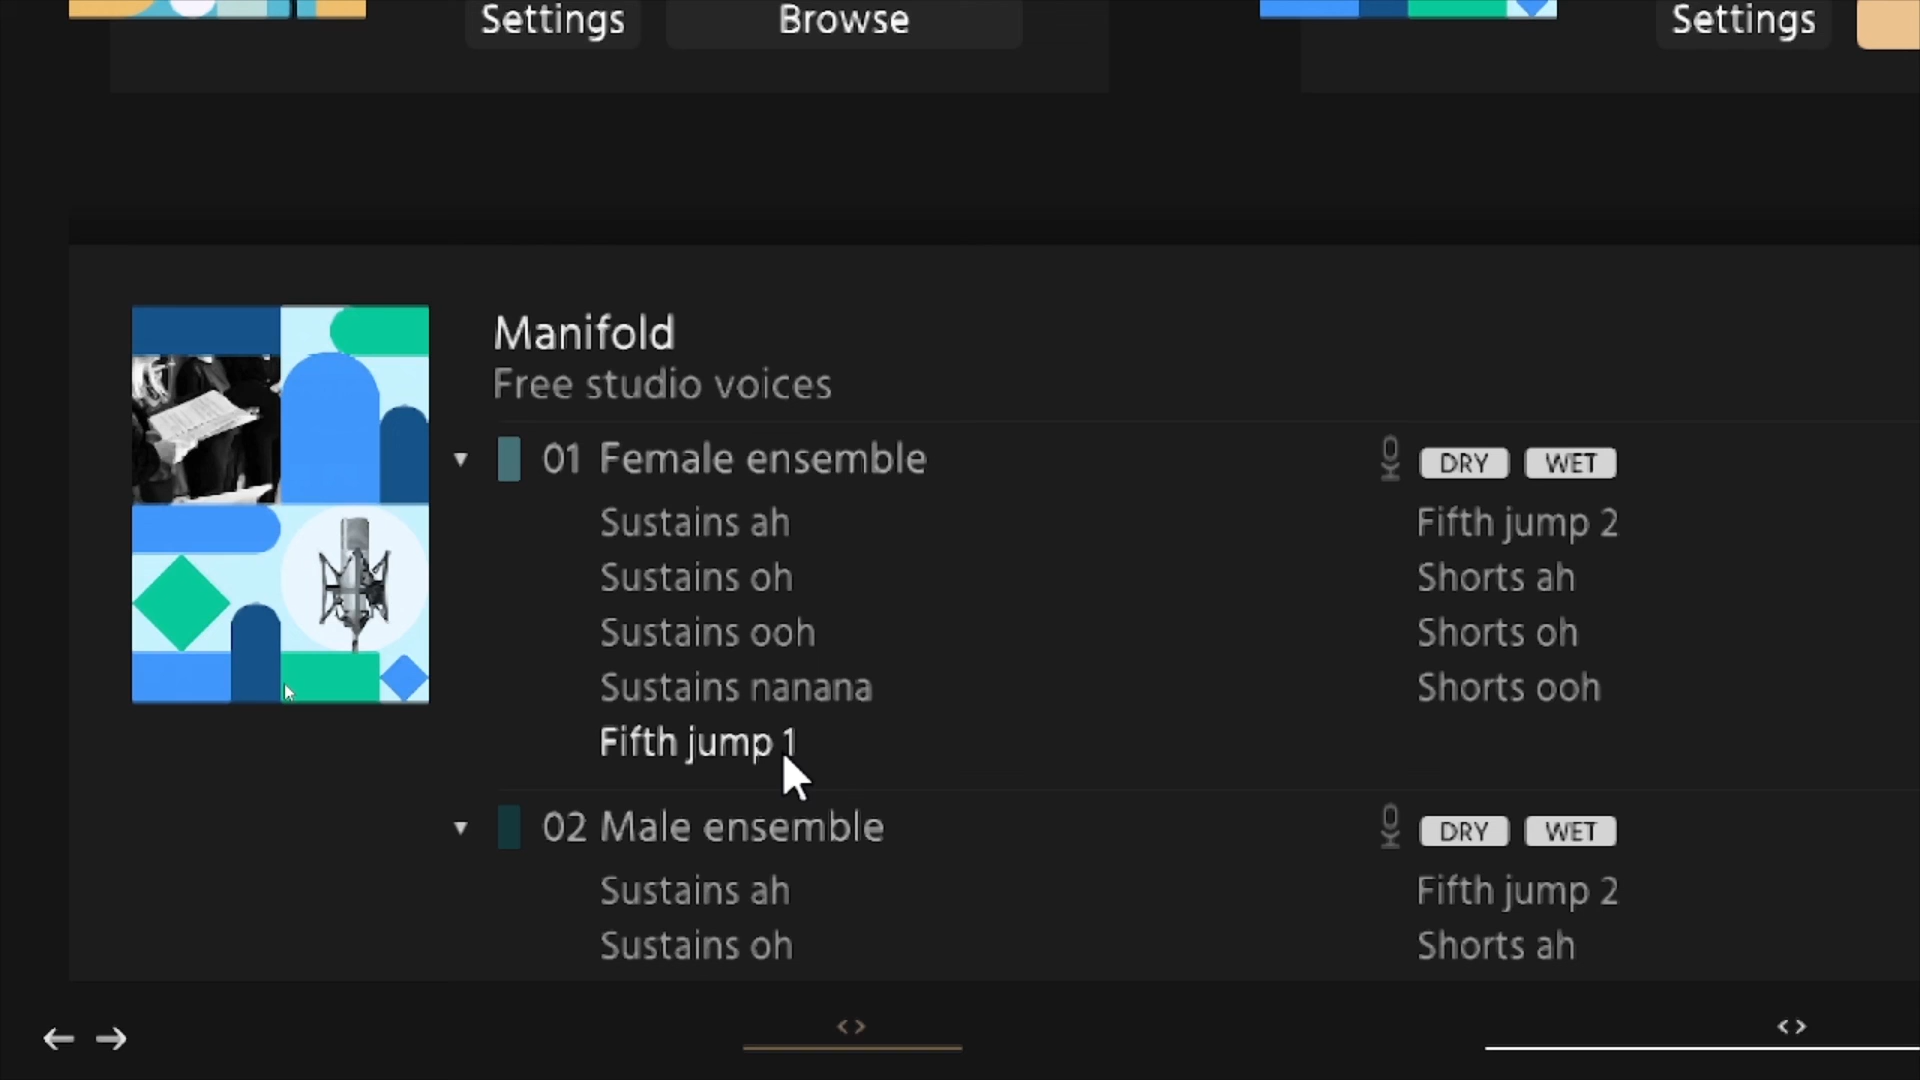 Settings Browse Settings
Manifold
Free studio voices
01 Female ensemble DRY WET
Sustains ah Fifth jump 2
Sustains oh Shorts ah
Sustains ooh Shorts oh
Sustains nanana Shorts ooh
Fifth jump 1
02 Male ensemble DRY WET
Sustains ah Fifth jump 2
Sustains oh Shorts ah